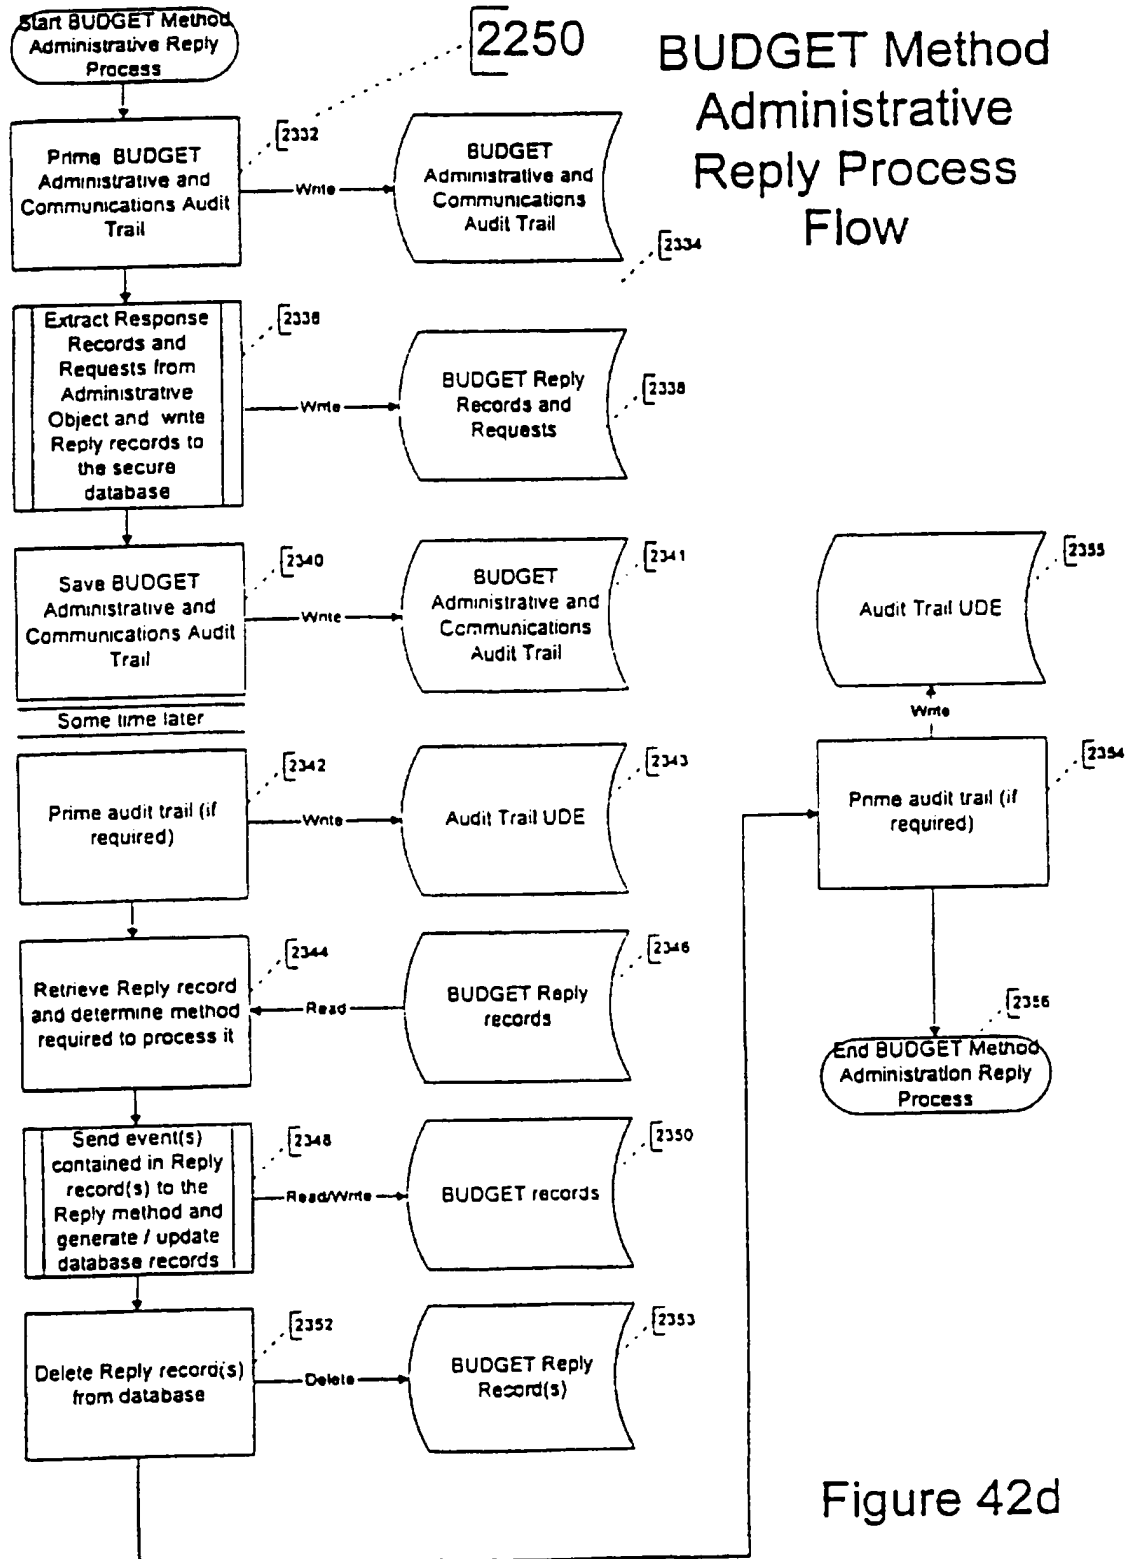 Start BUDGET Method
Administrative Reply
Process
2250
BUDGET Method
Administrative
Reply Process
Flow
Prime BUDGET
Administrative and
Communications Audit
Trail
2332
Write
BUDGET
Administrative and
Communications
Audit Trail
2334
Extract Response
Records and
Requests from
Administrative
Object and write
Reply records to
the secure
database
2336
Write
BUDGET Reply
Records and
Requests
2338
Save BUDGET
Administrative and
Communications Audit
Trail
2340
Write
BUDGET
Administrative and
Communications
Audit Trail
2341
Some time later
Prime audit trail (if
required)
2342
Write
Audit Trail UDE
2343
Retrieve Reply record
and determine method
required to process it
2344
Read
BUDGET Reply
records
2346
Send event(s)
contained in Reply
record(s) to the
Reply method and
generate / update
database records
2348
Read/Write
BUDGET records
2350
Delete Reply record(s)
from database
2352
Delete
BUDGET Reply
Record(s)
2353
Audit Trail UDE
2355
Write
Prime audit trail (if
required)
2354
2356
End BUDGET Method
Administration Reply
Process
Figure 42d